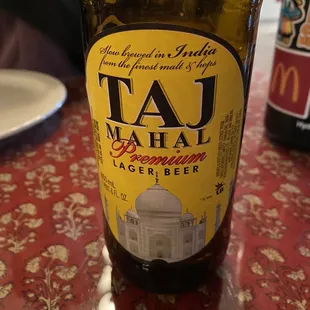 Slow brewed in India
from the finest malt & hops
TAJ
MAHAL
Premium
LAGER BEER